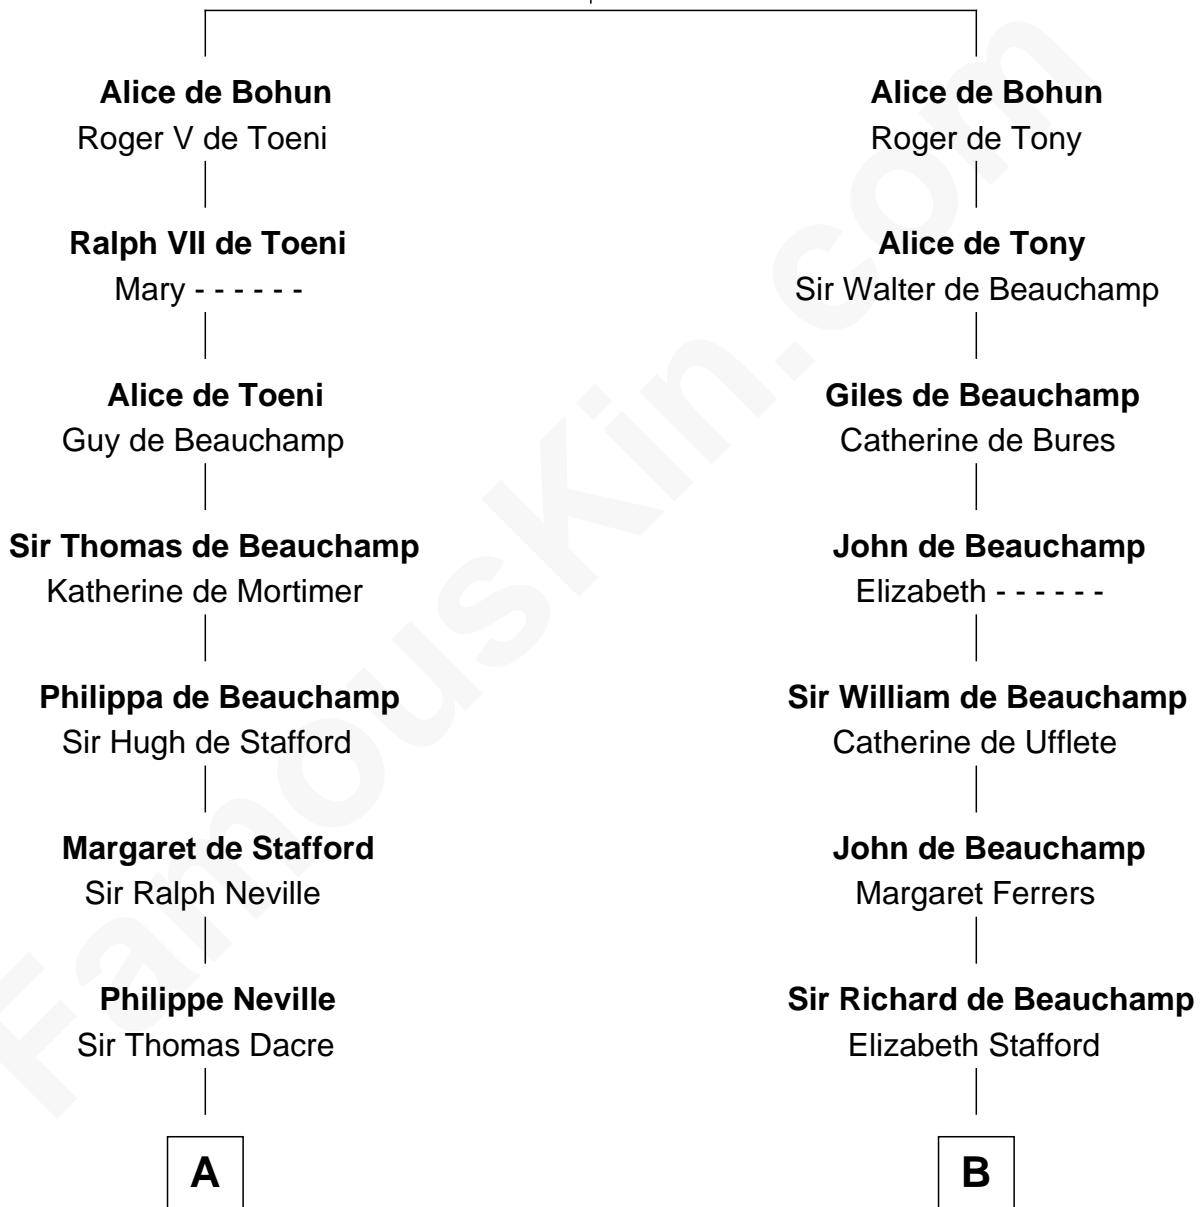 Alice de Bohun
Roger V de Toeni
Ralph VII de Toeni
Mary - - - - - -
Alice de Toeni
Guy de Beauchamp
Sir Thomas de Beauchamp
Katherine de Mortimer
Philippa de Beauchamp
Sir Hugh de Stafford
Margaret de Stafford
Sir Ralph Neville
Philippe Neville
Sir Thomas Dacre
A
Alice de Bohun
Roger de Tony
Alice de Tony
Sir Walter de Beauchamp
Giles de Beauchamp
Catherine de Bures
John de Beauchamp
Elizabeth - - - - - -
Sir William de Beauchamp
Catherine de Ufflete
John de Beauchamp
Margaret Ferrers
Sir Richard de Beauchamp
Elizabeth Stafford
B
FamousKin.com